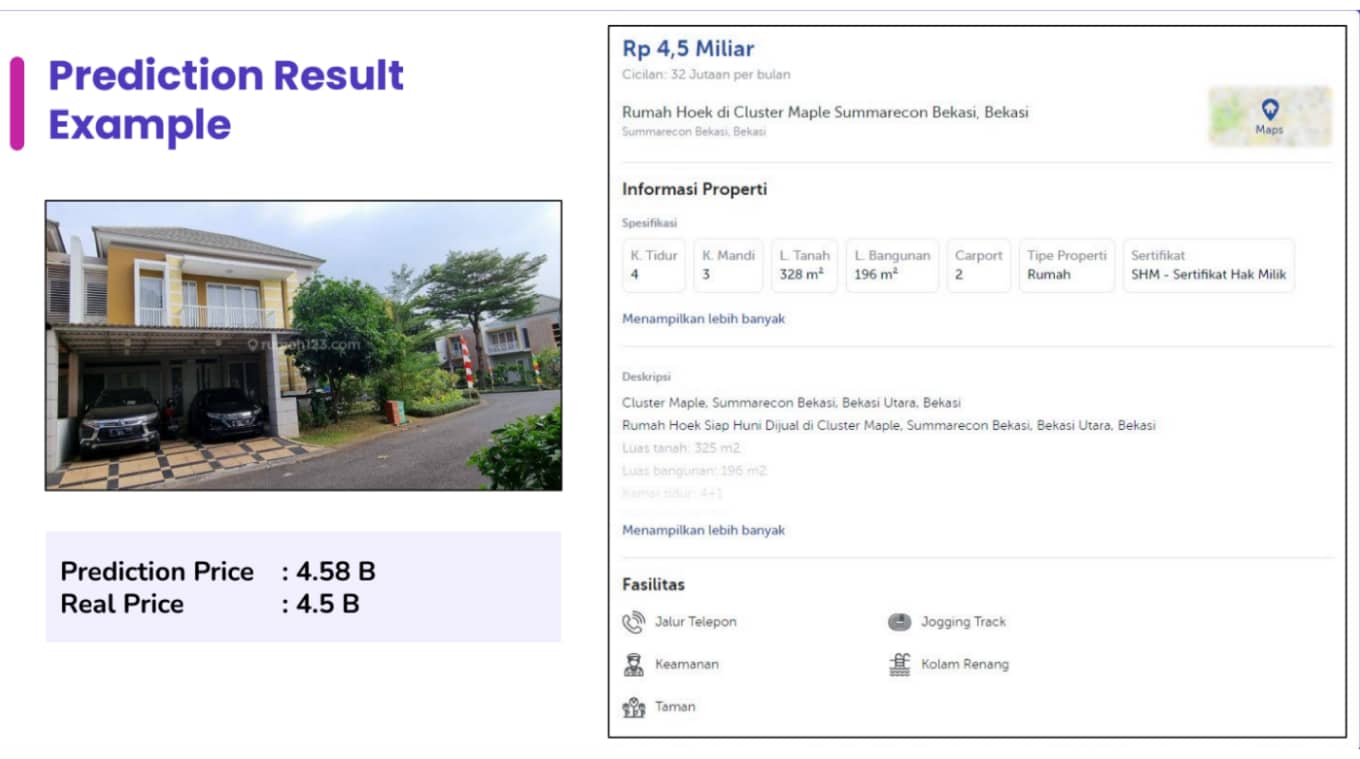 Prediction Result
Example
rumah123.com
Prediction Price : 4.58 B
Real Price : 4.5 B
Rp 4,5 Miliar
Cicilan: 32 Jutaan per bulan
Rumah Hoek di Cluster Maple Summarecon Bekasi, Bekasi
Summarecon Bekasi, Bekasi
Maps
Informasi Properti
Spesifikasi
K. Tidur K. Mandi L. Tanah L. Bangunan Carport Tipe Properti Sertifikat
4 3 328 m² 196 m² 2 Rumah SHM - Sertifikat Hak Milik
Menampilkan lebih banyak
Deskripsi
Cluster Maple, Summarecon Bekasi, Bekasi Utara, Bekasi
Rumah Hoek Siap Huni Dijual di Cluster Maple, Summarecon Bekasi, Bekasi Utara, Bekasi
Luas tanah: 325 m2
Luas bangunan: 196 m2
Kamar tidur: 4+1
Menampilkan lebih banyak
Fasilitas
Jalur Telepon Jogging Track
Keamanan Kolam Renang
Taman